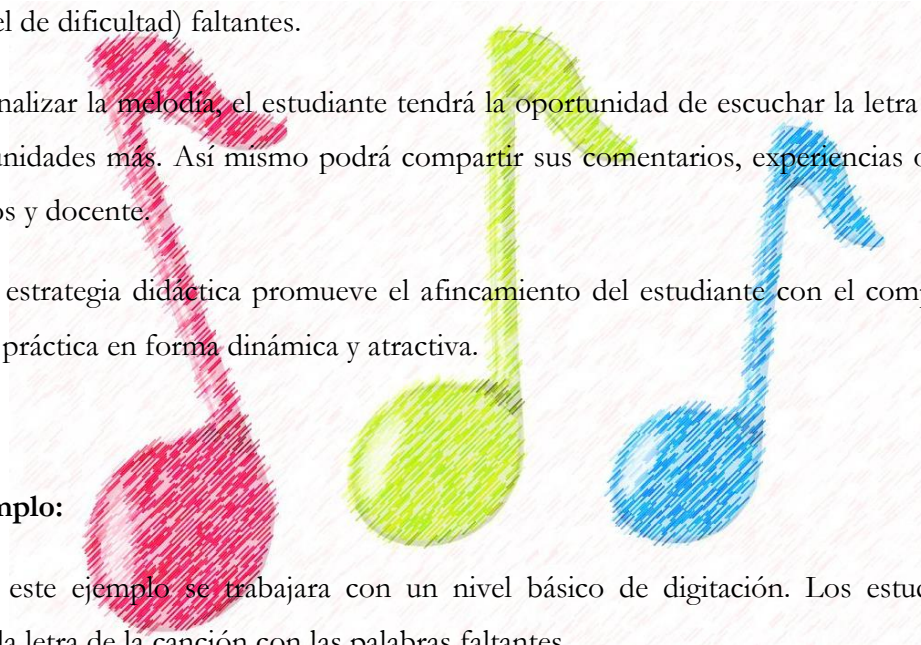 el de dificultad) faltantes.
nalizar la melodía, el estudiante tendrá la oportunidad de escuchar la letra
unidades más. Así mismo podrá compartir sus comentarios, experiencias o
os y docente.
estrategia didáctica promueve el afincamiento del estudiante con el comp
práctica en forma dinámica y atractiva.
mplo:
este ejemplo se trabajara con un nivel básico de digitación. Los estud
la letra de la canción con las palabras faltantes